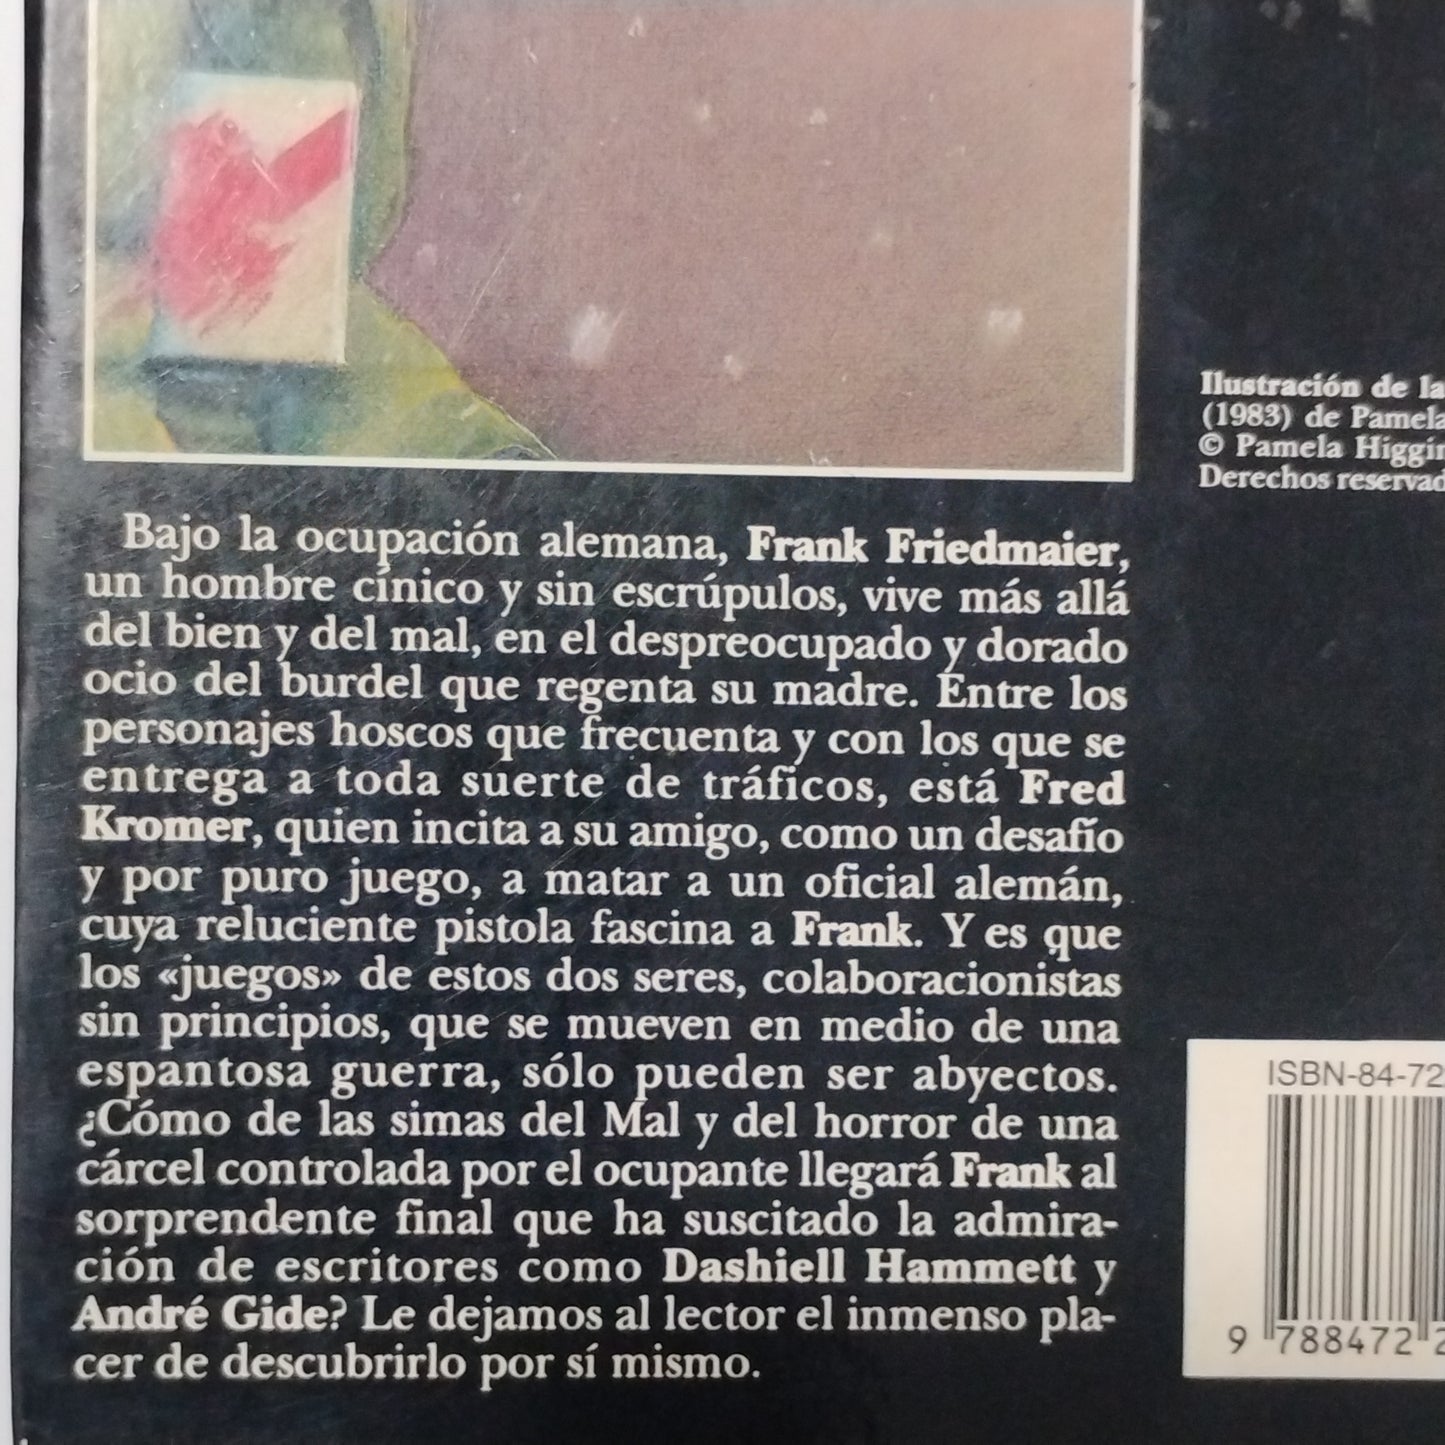 Ilustración de la
(1983) de Pamela
© Pamela Higgin
Derechos reservad
Bajo la ocupación alemana, Frank Friedmaier,
un hombre cínico y sin escrúpulos, vive más allá
del bien y del mal, en el despreocupado y dorado
ocio del burdel que regenta su madre. Entre los
personajes hoscos que frecuenta y con los que se
entrega a toda suerte de tráficos, está Fred
Kromer, quien incita a su amigo, como un desafío
y por puro juego, a matar a un oficial alemán,
cuya reluciente pistola fascina a Frank. Y es que
los «juegos» de estos dos seres, colaboracionistas
sin principios, que se mueven en medio de una
espantosa guerra, sólo pueden ser abyectos.
¿Cómo de las simas del Mal y del horror de una
cárcel controlada por el ocupante llegará Frank al
sorprendente final que ha suscitado la admira-
ción de escritores como Dashiell Hammett y
André Gide? Le dejamos al lector el inmenso pla-
cer de descubrirlo por sí mismo.
ISBN-84-72
9 788472 2